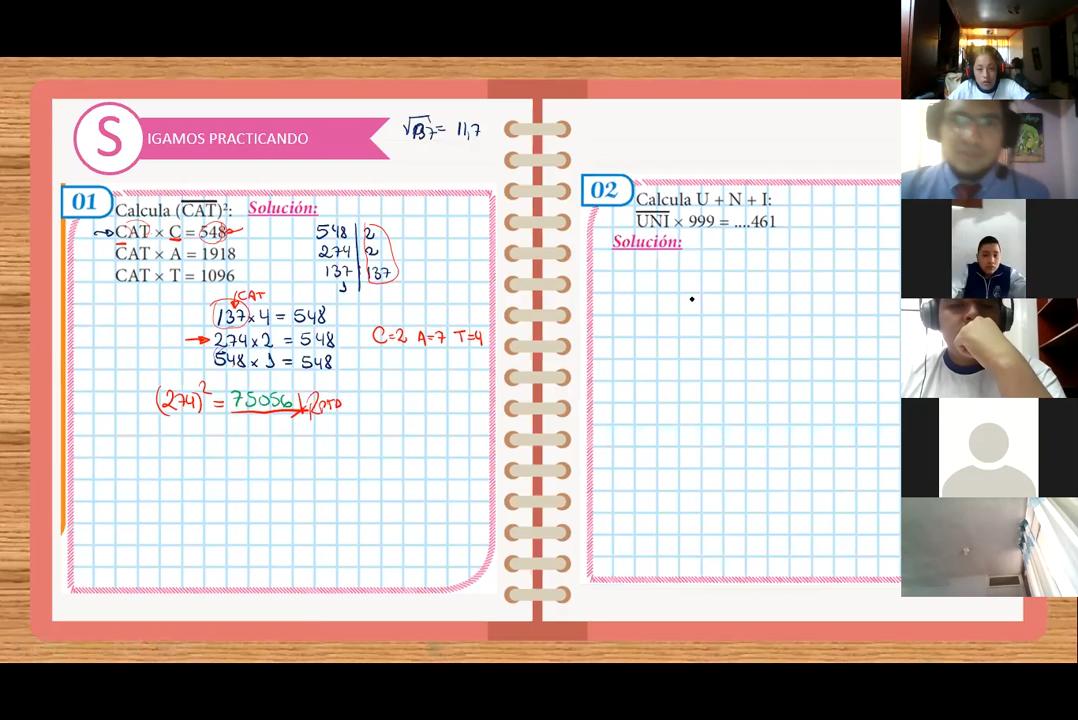 SIGAMOS PRACTICANDO
√137 = 11,7
01
Calcula (CAT)²: Solución:
CAT × C = 548
CAT × A = 1918
CAT × T = 1096
548 | 2
274 | 2
137 | 137
1
CAT
137 × 4 = 548
274 × 2 = 548
548 × 1 = 548
C=2 A=7 T=4
(274)² = 75056 Rpta
02
Calcula U + N + I:
UNI × 999 = ....461
Solución: